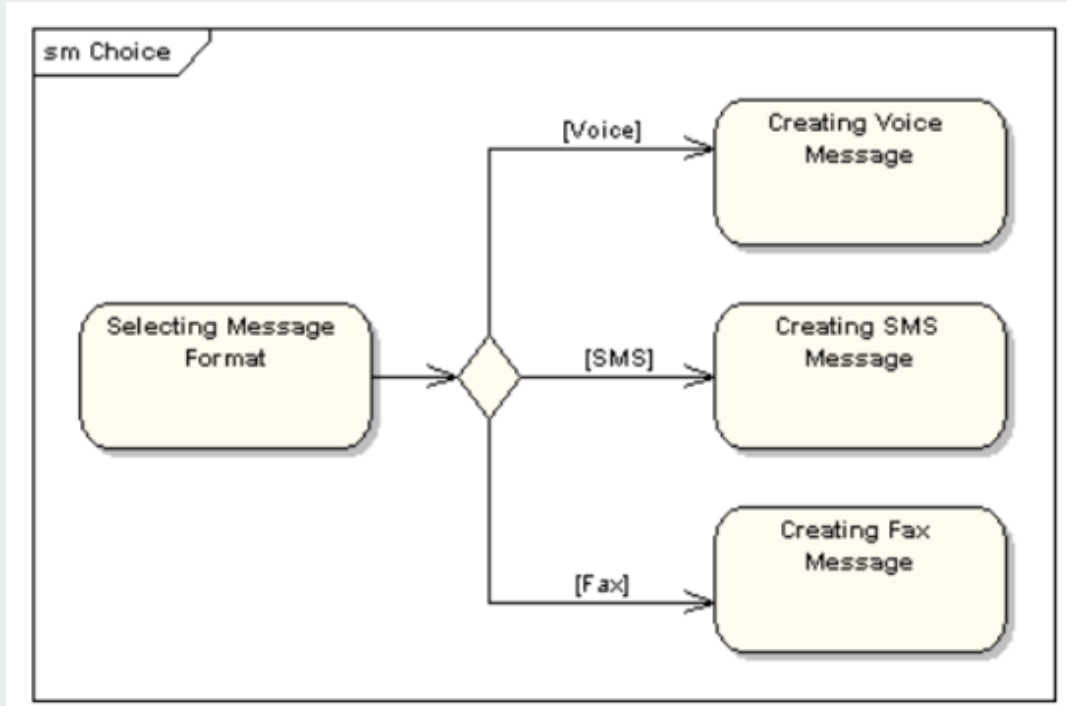 sm Choice
[Voice]
Creating Voice
Message
Selecting Message
Format
[SMS]
Creating SMS
Message
[Fax]
Creating Fax
Message